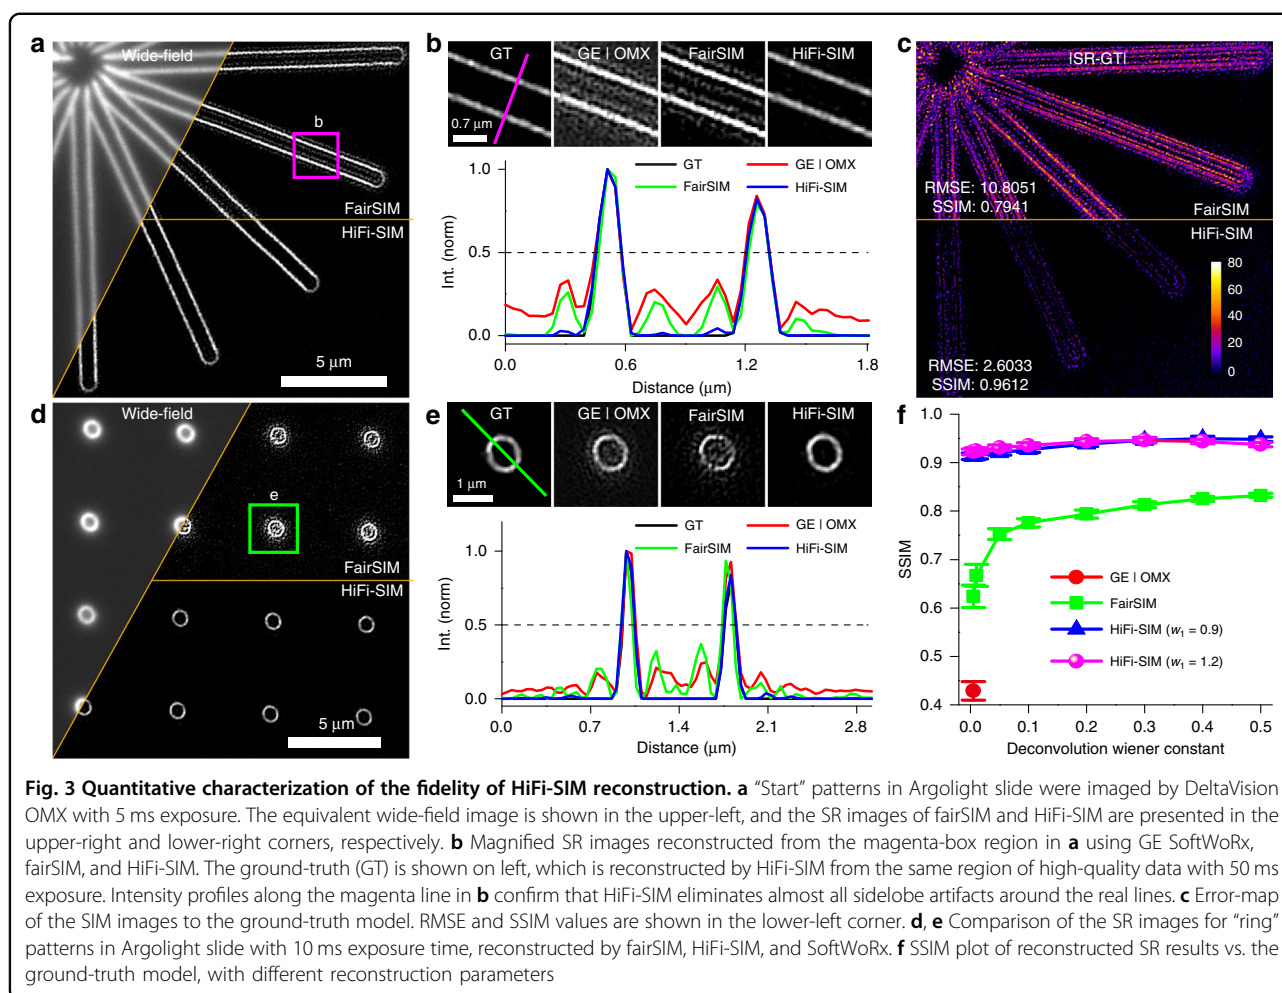 a
Wide-field
b
FairSIM
HiFi-SIM
5 μm
b
GT
GE | OMX
FairSIM
HiFi-SIM
0.7 μm
GT
GE | OMX
FairSIM
HiFi-SIM
1.0
0.5
0.0
Int. (norm)
0.0
0.6
1.2
1.8
Distance (μm)
c
|SR-GT|
RMSE: 10.8051
SSIM: 0.7941
FairSIM
HiFi-SIM
80
60
40
20
0
RMSE: 2.6033
SSIM: 0.9612
d
Wide-field
e
FairSIM
HiFi-SIM
5 μm
e
GT
GE | OMX
FairSIM
HiFi-SIM
1 μm
GT
GE | OMX
FairSIM
HiFi-SIM
1.0
0.5
0.0
Int. (norm)
0.0
0.7
1.4
2.1
2.8
Distance (μm)
f
1.0
0.9
0.8
0.7
0.6
0.5
0.4
SSIM
GE | OMX
FairSIM
HiFi-SIM (w1 = 0.9)
HiFi-SIM (w1 = 1.2)
0.0
0.1
0.2
0.3
0.4
0.5
Deconvolution wiener constant
Fig. 3 Quantitative characterization of the fidelity of HiFi-SIM reconstruction. a “Start” patterns in Argolight slide were imaged by DeltaVision
OMX with 5 ms exposure. The equivalent wide-field image is shown in the upper-left, and the SR images of fairSIM and HiFi-SIM are presented in the
upper-right and lower-right corners, respectively. b Magnified SR images reconstructed from the magenta-box region in a using GE SoftWoRx,
fairSIM, and HiFi-SIM. The ground-truth (GT) is shown on left, which is reconstructed by HiFi-SIM from the same region of high-quality data with 50 ms
exposure. Intensity profiles along the magenta line in b confirm that HiFi-SIM eliminates almost all sidelobe artifacts around the real lines. c Error-map
of the SIM images to the ground-truth model. RMSE and SSIM values are shown in the lower-left corner. d, e Comparison of the SR images for “ring”
patterns in Argolight slide with 10 ms exposure time, reconstructed by fairSIM, HiFi-SIM, and SoftWoRx. f SSIM plot of reconstructed SR results vs. the
ground-truth model, with different reconstruction parameters